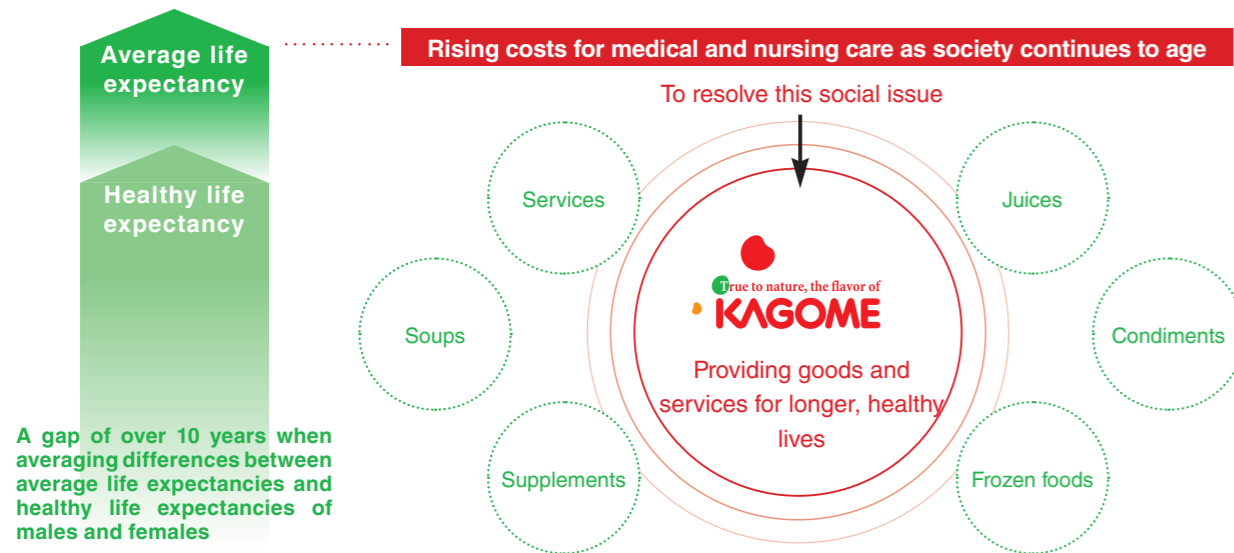 Average life
expectancy
Rising costs for medical and nursing care as society continues to age
To resolve this social issue
Healthy life
expectancy
Services
Juices
True to nature, the flavor of
KAGOME
Soups
Condiments
Providing goods and
services for longer, healthy
lives
Supplements
Frozen foods
A gap of over 10 years when
averaging differences between
average life expectancies and
healthy life expectancies of
males and females